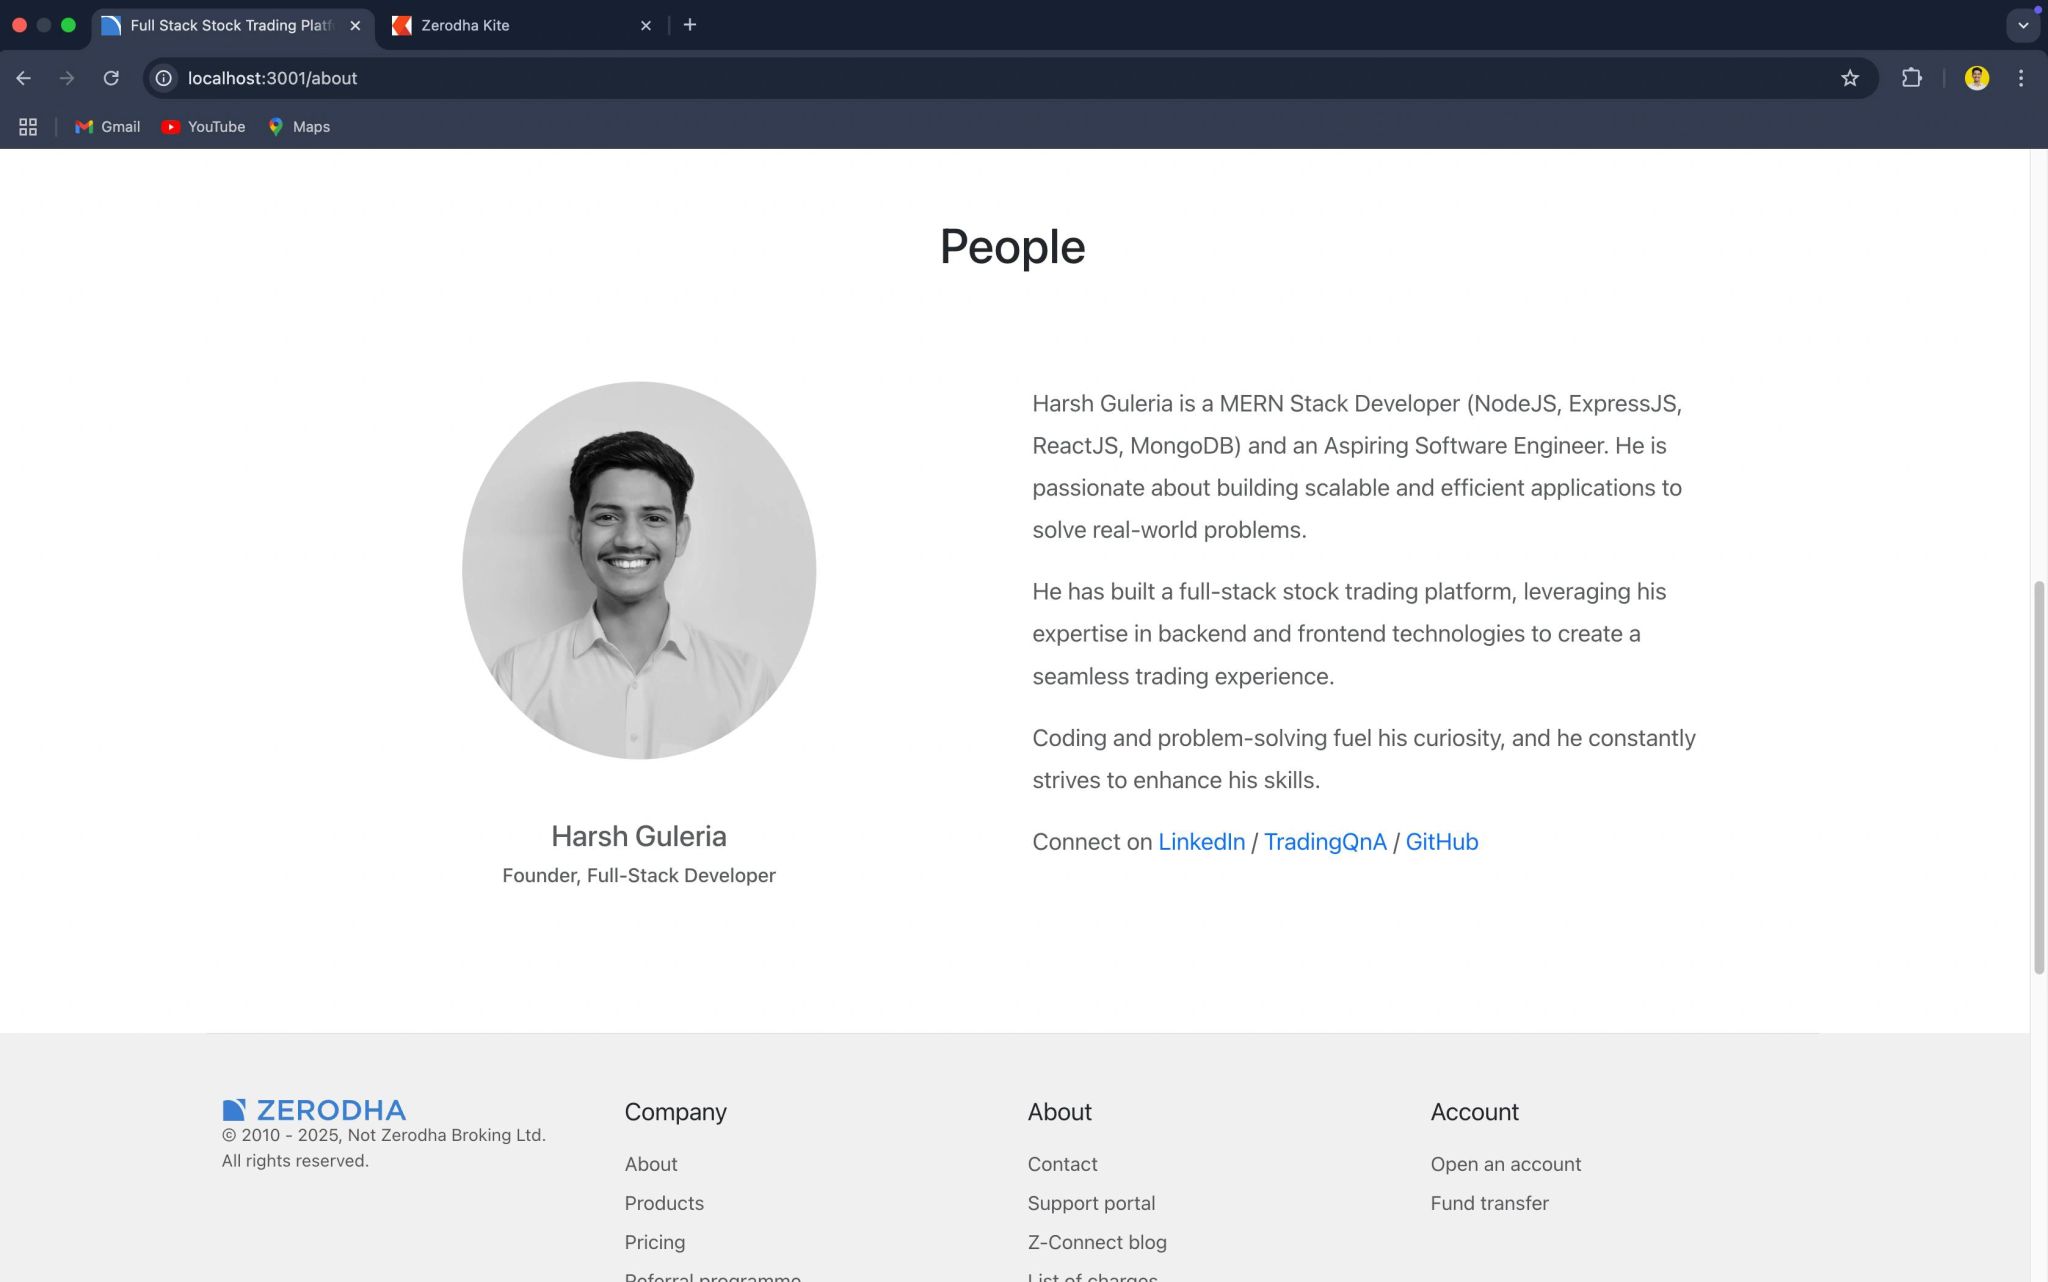 Full Stack Stock Trading Platf
Zerodha Kite
localhost:3001/about
Gmail
YouTube
Maps
People
Harsh Guleria is a MERN Stack Developer (NodeJS, ExpressJS,
ReactJS, MongoDB) and an Aspiring Software Engineer. He is
passionate about building scalable and efficient applications to
solve real-world problems.
He has built a full-stack stock trading platform, leveraging his
expertise in backend and frontend technologies to create a
seamless trading experience.
Coding and problem-solving fuel his curiosity, and he constantly
strives to enhance his skills.
Connect on LinkedIn / TradingQnA / GitHub
Harsh Guleria
Founder, Full-Stack Developer
ZERODHA
© 2010 - 2025, Not Zerodha Broking Ltd.
All rights reserved.
Company
About
Products
Pricing
Referral programme
About
Contact
Support portal
Z-Connect blog
List of charges
Account
Open an account
Fund transfer